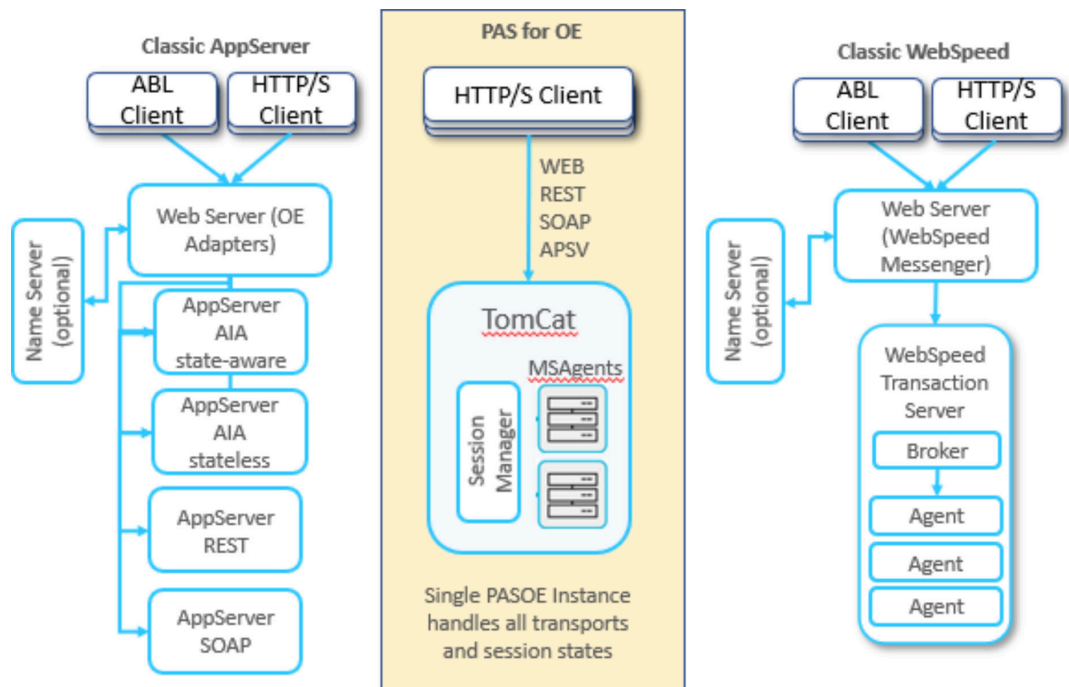 Classic AppServer
ABL
Client
HTTP/S
Client
Web Server (OE
Adapters)
Name Server
(optional)
AppServer
AIA
state-aware
AppServer
AIA
stateless
AppServer
REST
AppServer
SOAP
PAS for OE
HTTP/S Client
WEB
REST
SOAP
APSV
TomCat
MSAgents
Session
Manager
Single PASOE Instance
handles all transports
and session states
Classic WebSpeed
ABL
Client
HTTP/S
Client
Web Server
(WebSpeed
Messenger)
Name Server
(optional)
WebSpeed
Transaction
Server
Broker
Agent
Agent
Agent